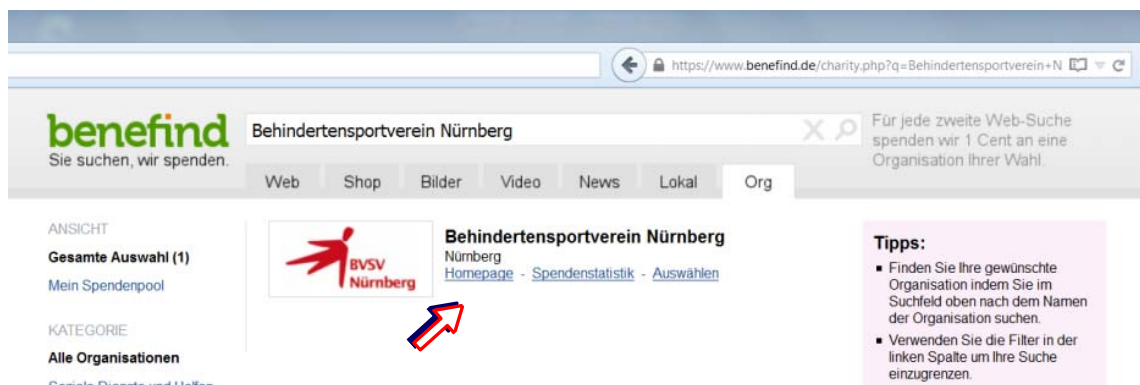 https://www.benefind.de/charity.php?q=Behindertensportverein+N
benefind
Sie suchen, wir spenden.
Behindertensportverein Nürnberg
Für jede zweite Web-Suche
spenden wir 1 Cent an eine
Organisation Ihrer Wahl.
Web Shop Bilder Video News Lokal Org
ANSICHT
Gesamte Auswahl (1)
Mein Spendenpool
KATEGORIE
Alle Organisationen
BVSV
Nürnberg
Behindertensportverein Nürnberg
Nürnberg
Homepage - Spendenstatistik - Auswählen
Tipps:
Finden Sie Ihre gewünschte
Organisation indem Sie im
Suchfeld oben nach dem Namen
der Organisation suchen.
Verwenden Sie die Filter in der
linken Spalte um Ihre Suche
einzugrenzen.